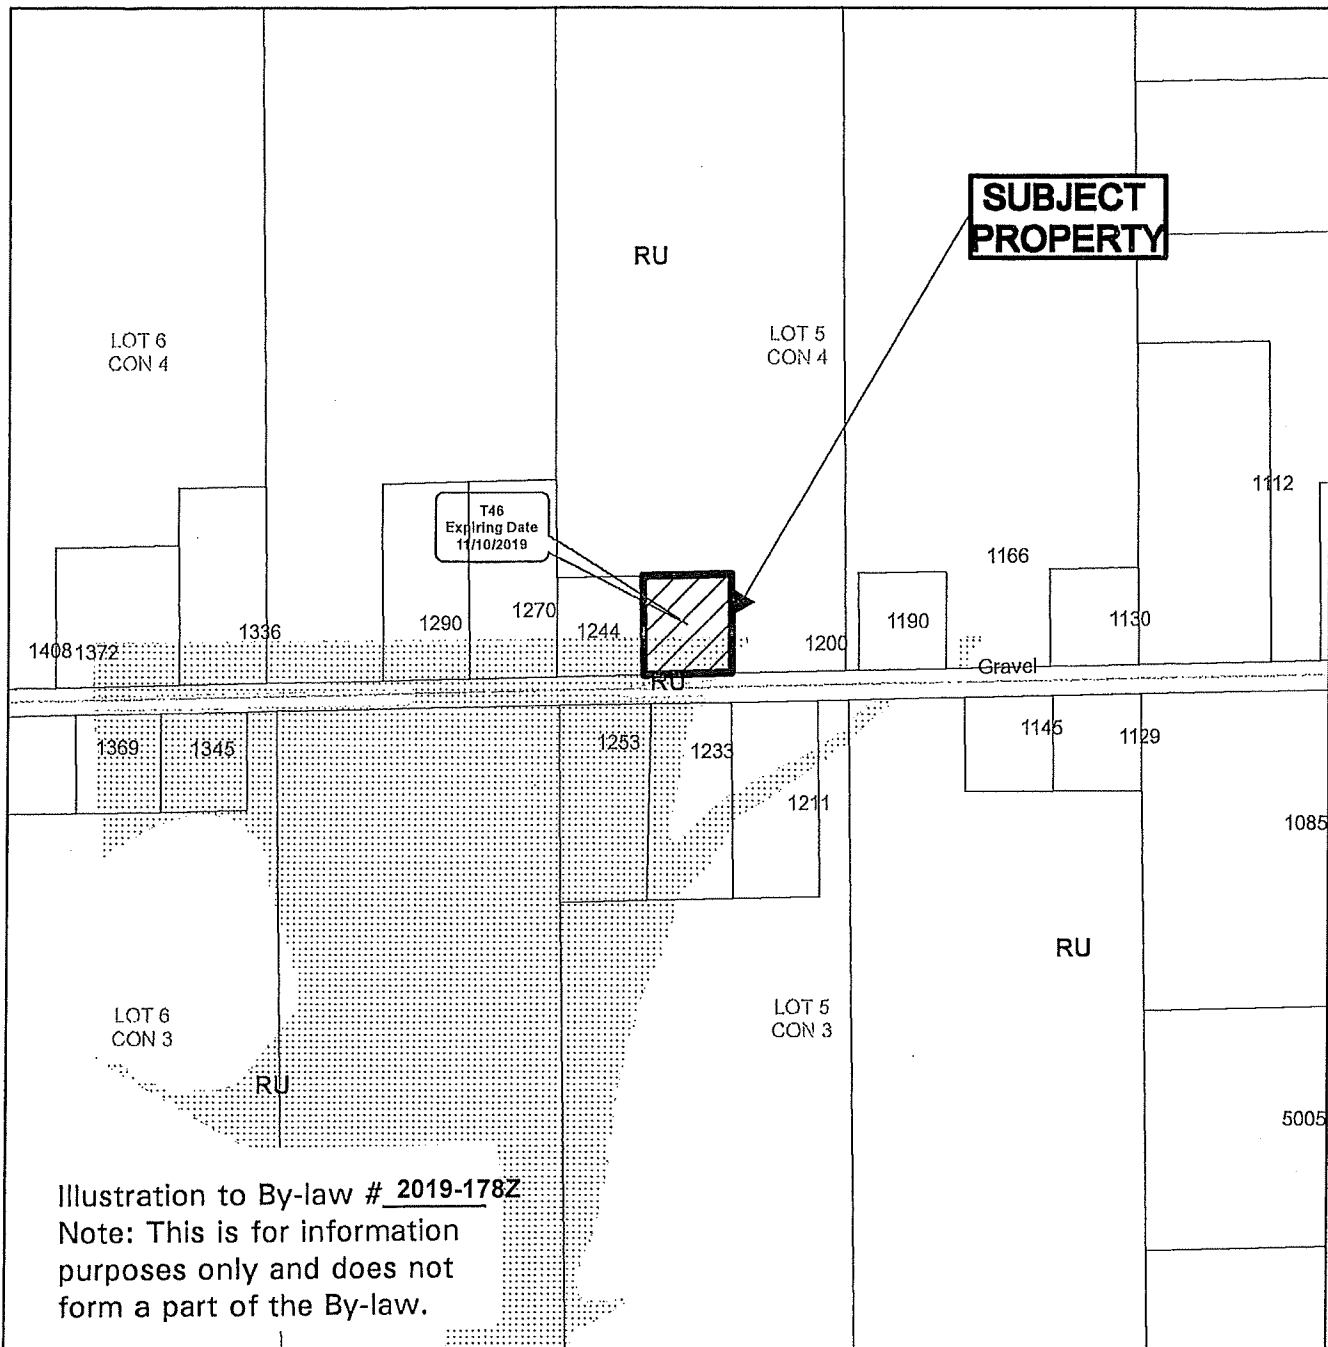 SUBJECT
PROPERTY
RU
LOT 6
CON 4
LOT 5
CON 4
1112
T46
Expiring Date
11/10/2019
1166
1408
1372
1336
1290
1270
1244
1200
1190
1130
Gravel
RU
1369
1345
1253
1233
1211
1145
1129
1085
RU
LOT 6
CON 3
LOT 5
CON 3
RU
5005
Illustration to By-law # 2019-178Z
Note: This is for information
purposes only and does not
form a part of the By-law.